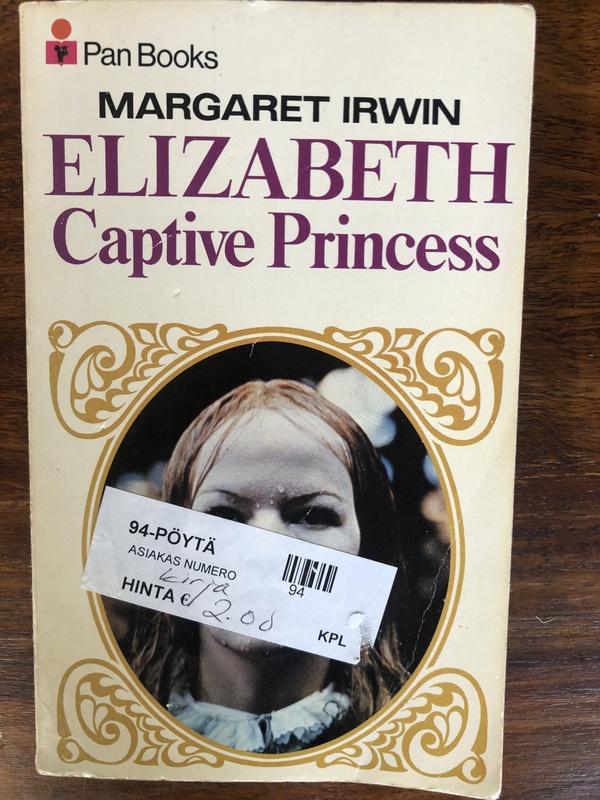 Pan Books
MARGARET IRWIN
ELIZABETH
Captive Princess
94-PÖYTÄ
ASIAKAS NUMERO
94
kirja
HINTA € 2.00
KPL